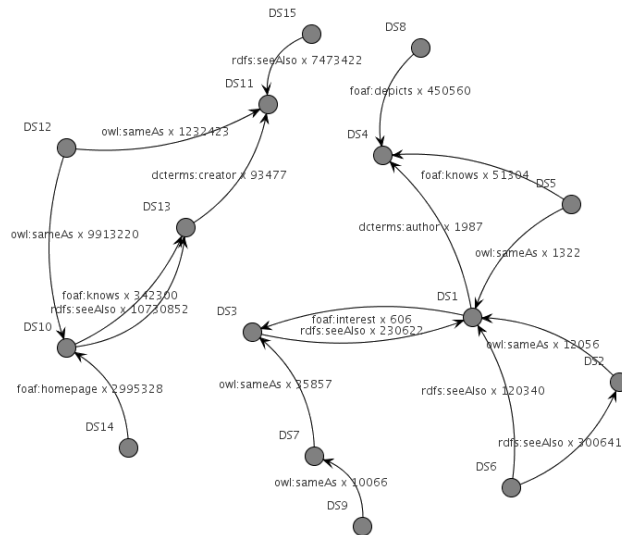 DS15
DS8
rdfs:seeAlso x 7473422
DS11
foaf:depicts x 450560
DS12
owl:sameAs x 1232423
DS4
foaf:knows x 51304
dcterms:creator x 93477
DS5
DS13
dcterms:author x 1987
owl:sameAs x 9913220
owl:sameAs x 1322
foaf:knows x 342300
rdfs:seeAlso x 10730852
DS3
DS1
foaf:interest x 606
rdfs:seeAlso x 230622
DS10
owl:sameAs x 12056
DS2
foaf:homepage x 2995328
owl:sameAs x 35857
rdfs:seeAlso x 120340
DS14
DS7
rdfs:seeAlso x 300641
DS6
owl:sameAs x 10066
DS9